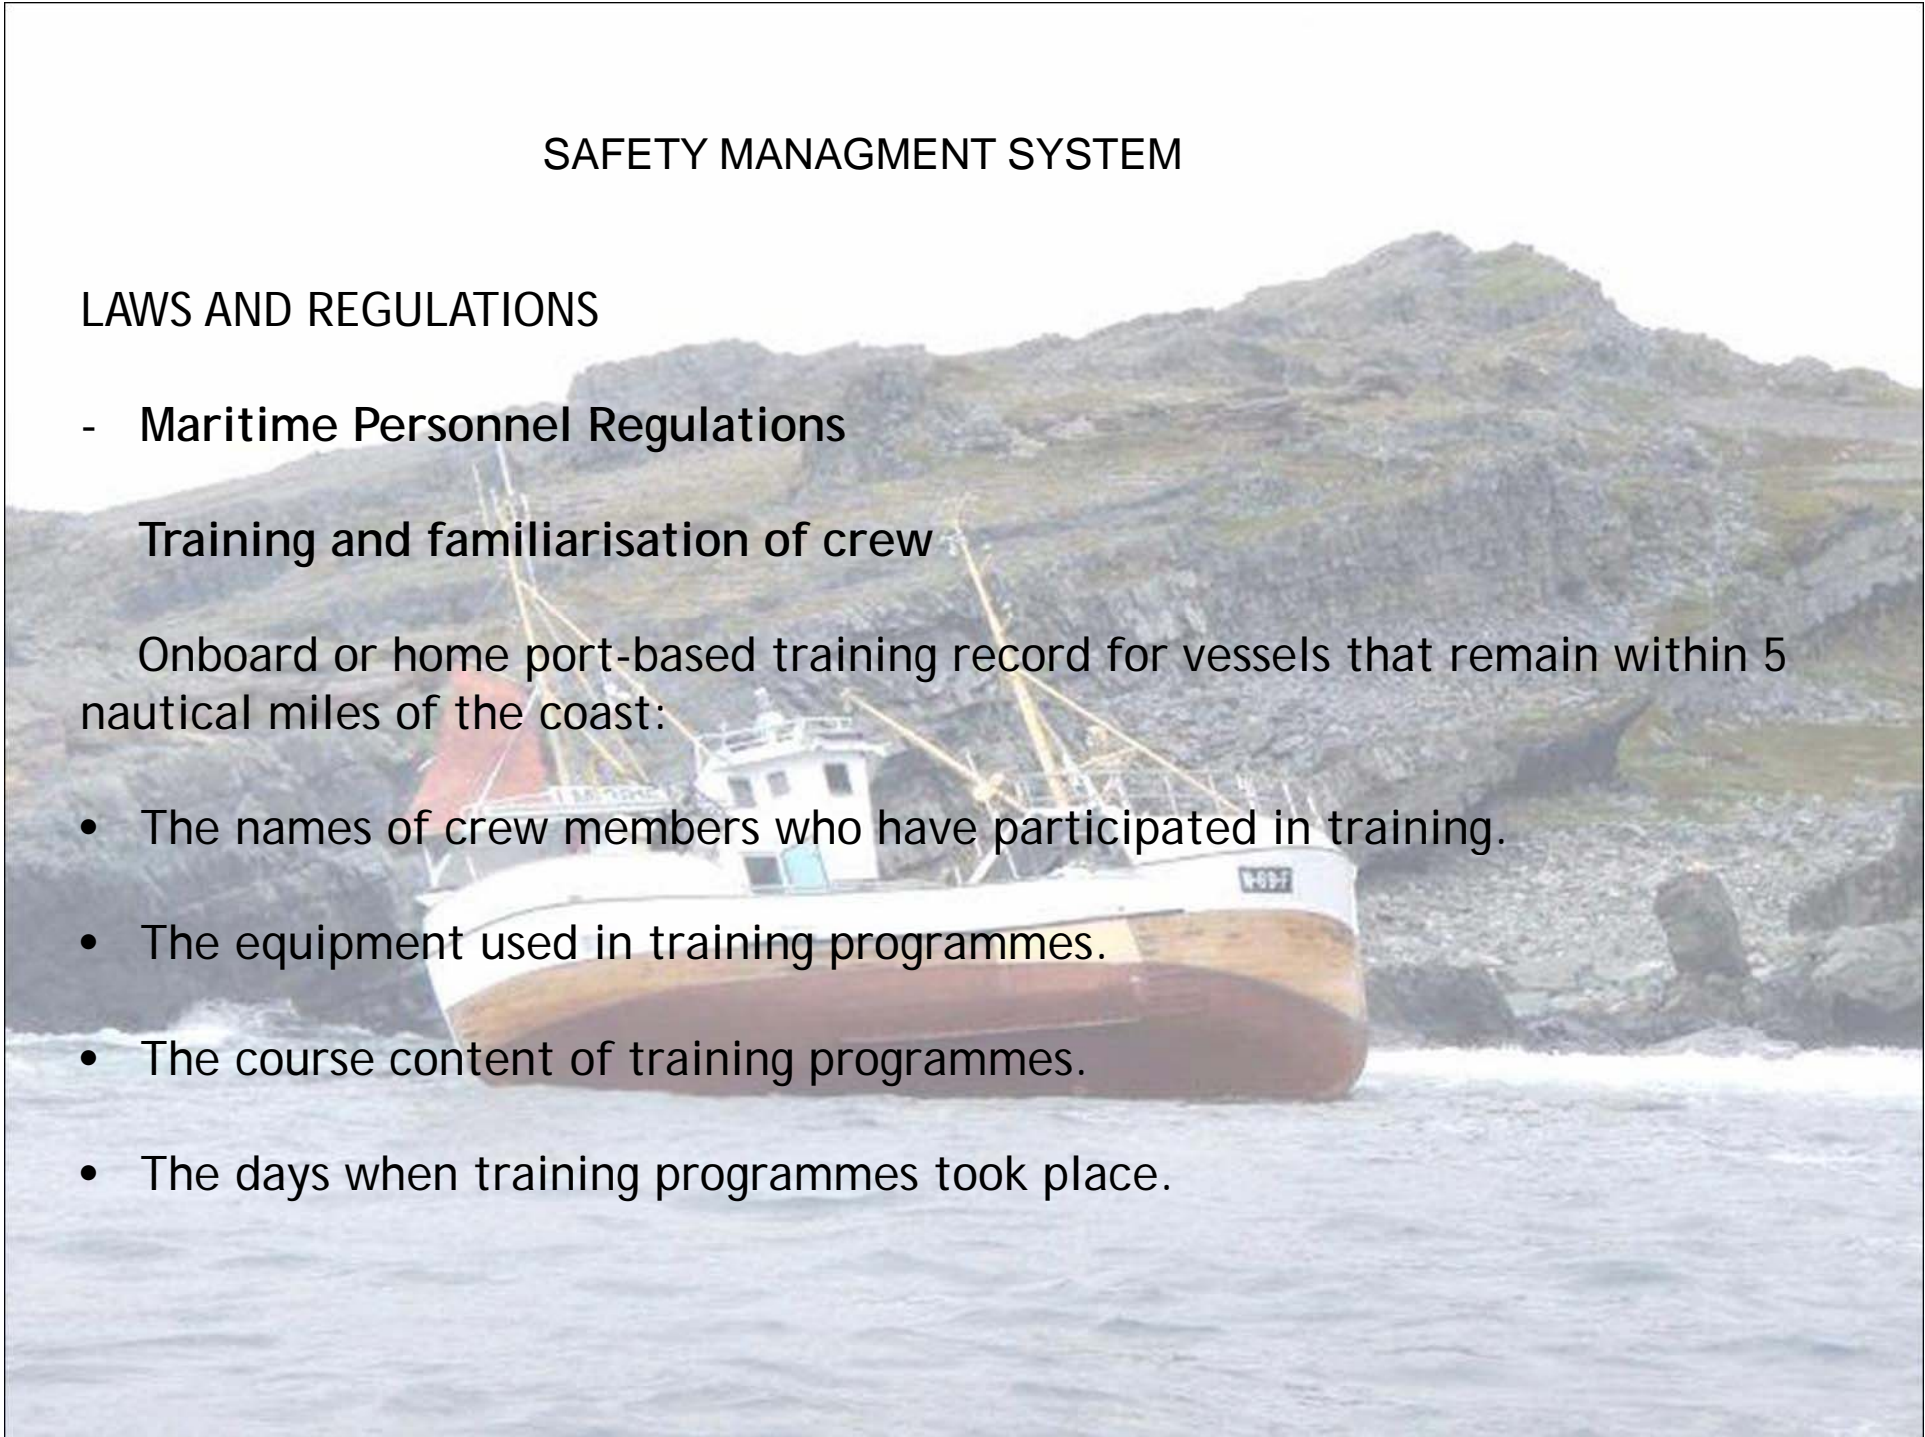 SAFETY MANAGMENT SYSTEM
LAWS AND REGULATIONS
- Maritime Personnel Regulations
Training and familiarisation of crew
Onboard or home port-based training record for vessels that remain within 5
nautical miles of the coast:
• The names of crew members who have participated in training.
• The equipment used in training programmes.
• The course content of training programmes.
• The days when training programmes took place.